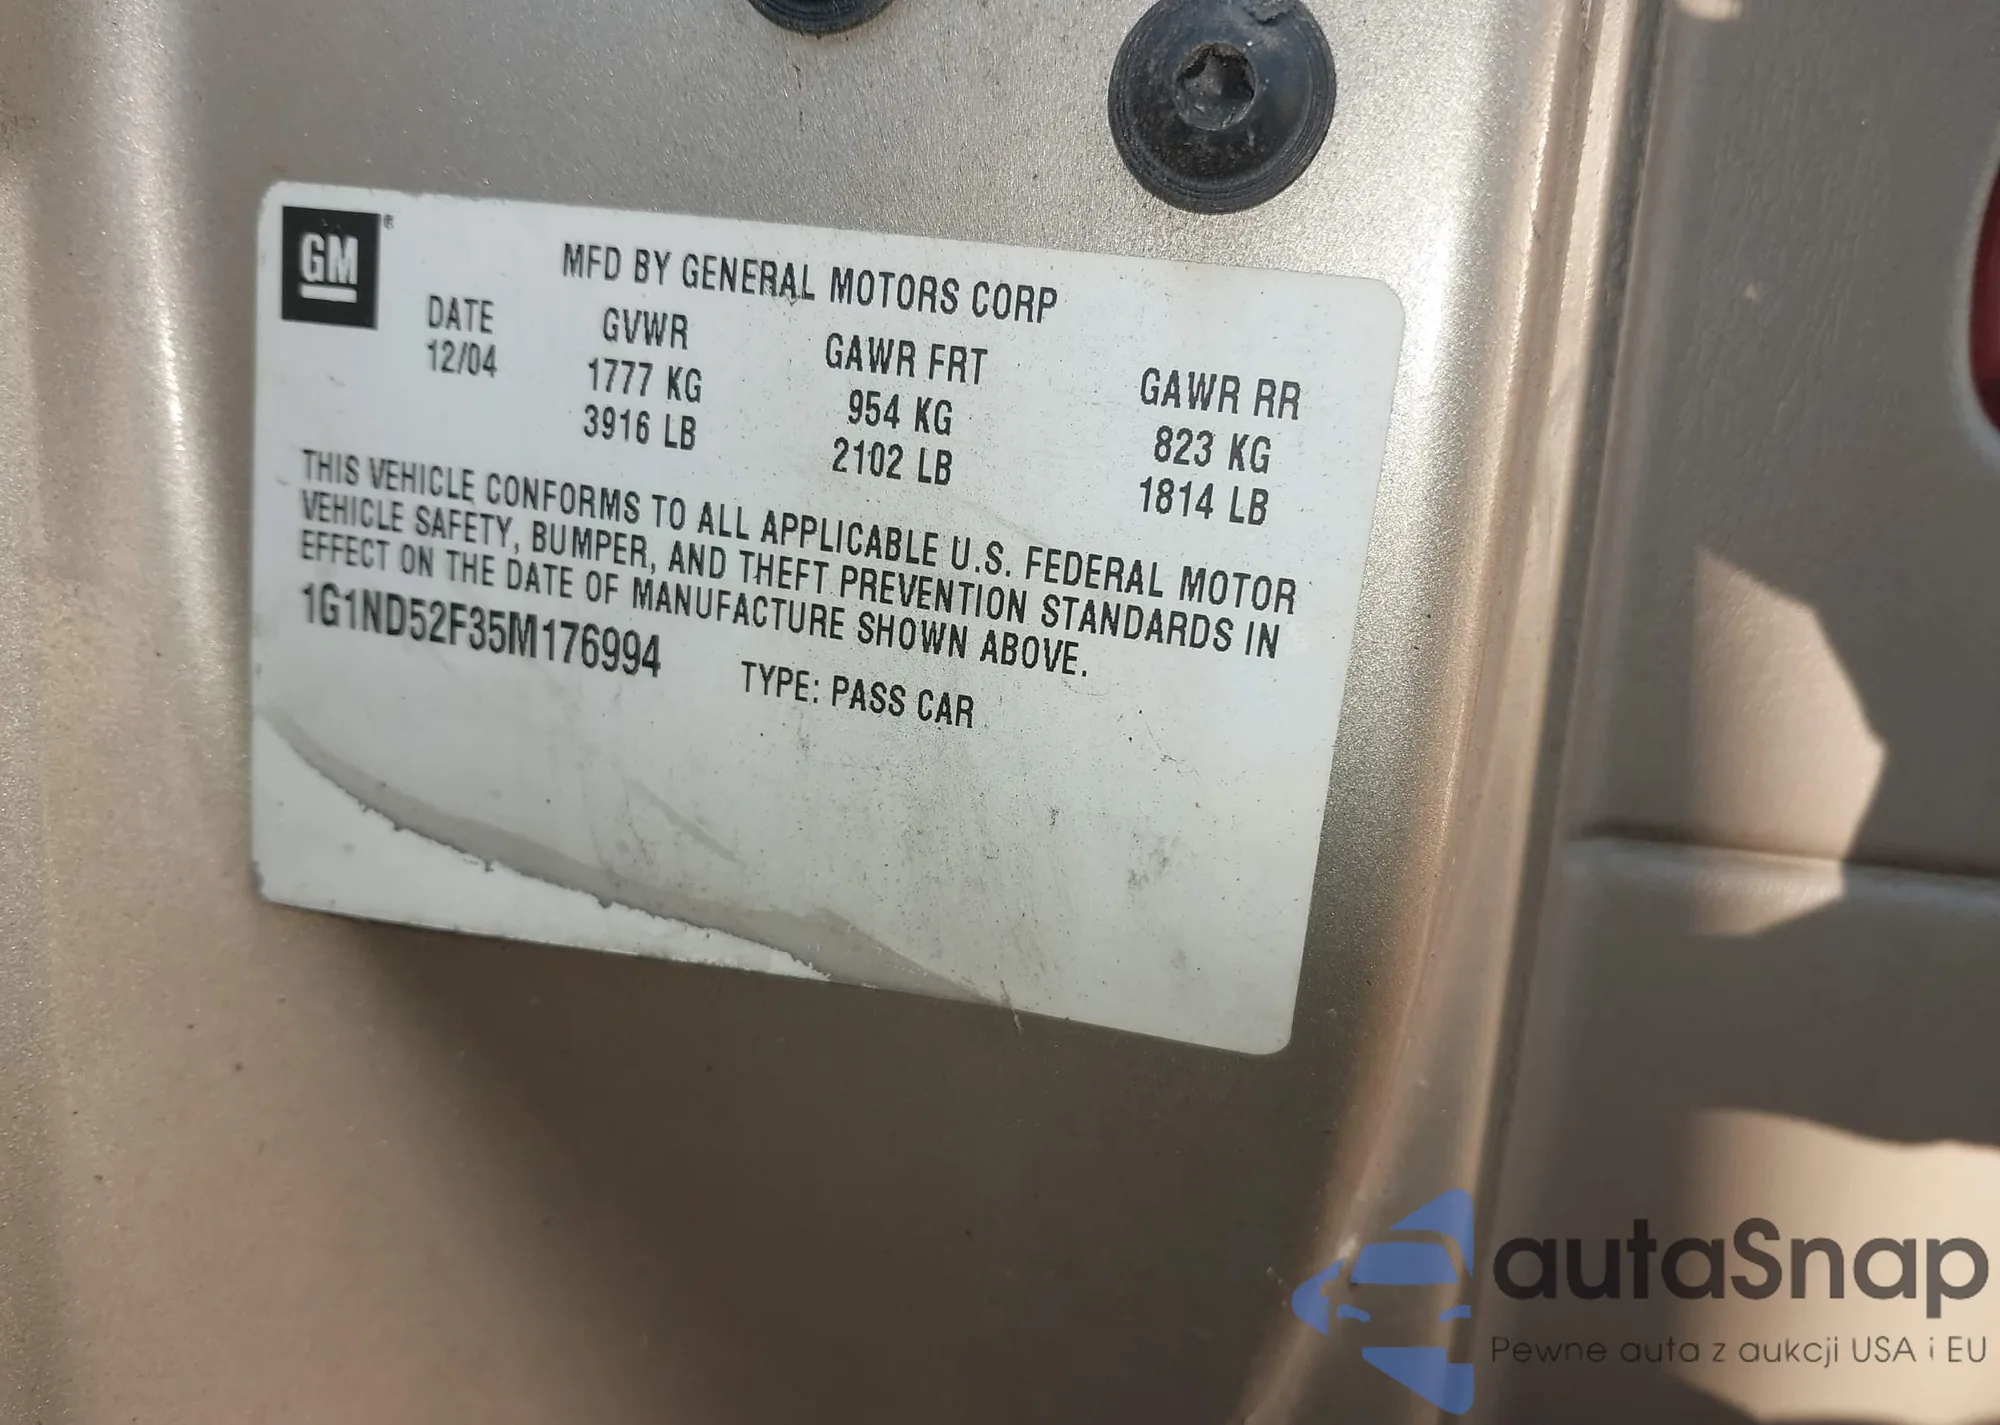 GM®
MFD BY GENERAL MOTORS CORP
DATE GVWR GAWR FRT GAWR RR
12/04 1777 KG 954 KG 823 KG
3916 LB 2102 LB 1814 LB
THIS VEHICLE CONFORMS TO ALL APPLICABLE U.S. FEDERAL MOTOR
VEHICLE SAFETY, BUMPER, AND THEFT PREVENTION STANDARDS IN
EFFECT ON THE DATE OF MANUFACTURE SHOWN ABOVE.
1G1ND52F35M176994 TYPE: PASS CAR
autaSnap
Pewne auta z aukcji USA i EU